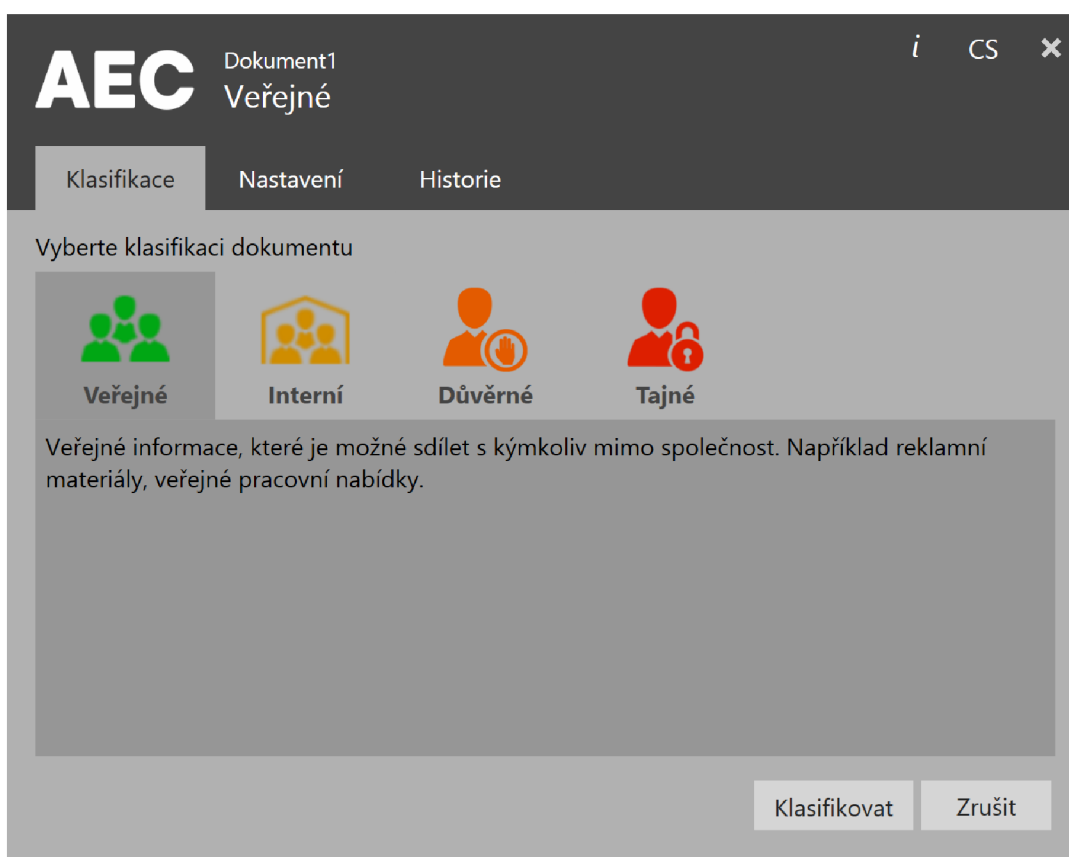 AEC
Dokument1
Veřejné
i CS
Klasifikace Nastavení Historie
Vyberte klasifikaci dokumentu
Veřejné Interní Důvěrné Tajné
Veřejné informace, které je možné sdílet s kýmkoliv mimo společnost. Například reklamní
materiály, veřejné pracovní nabídky.
Klasifikovat Zrušit